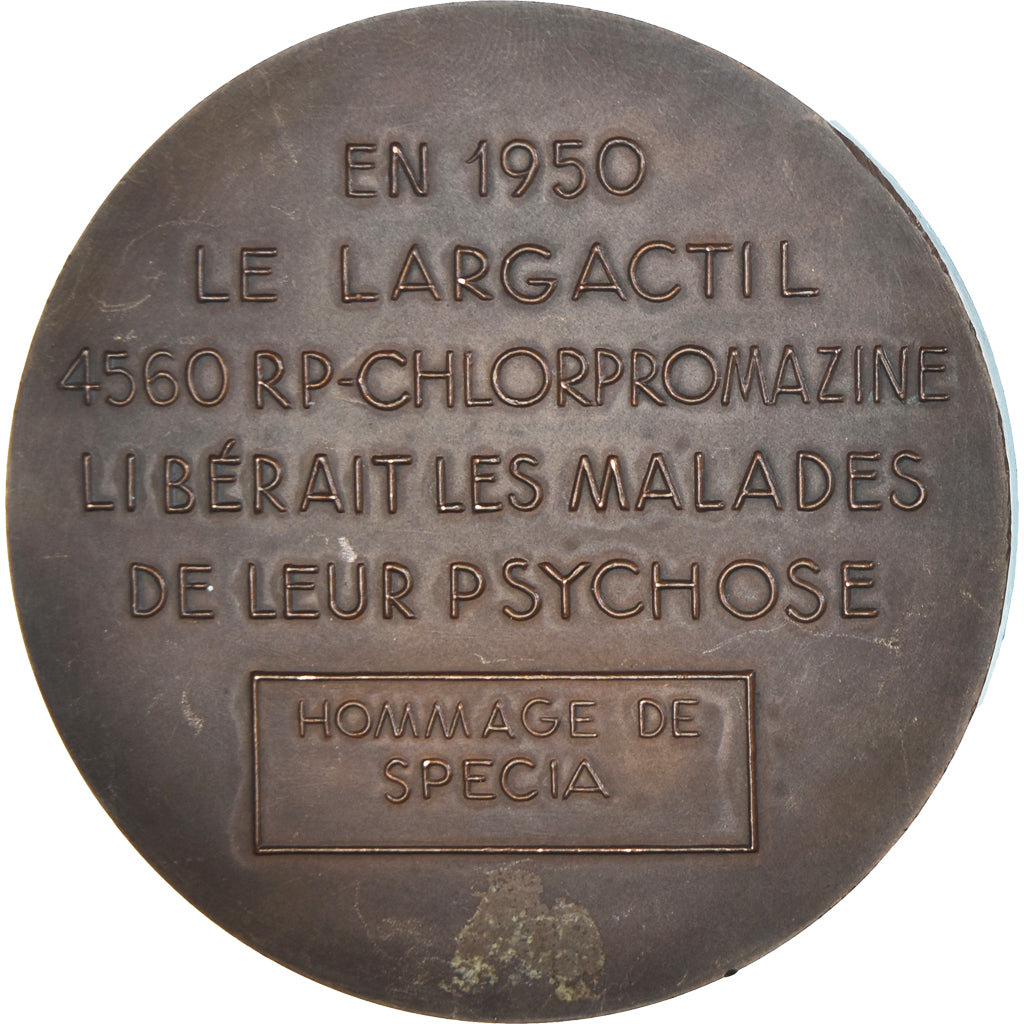 EN 1950
LE LARGACTIL
4560 RP-CHLORPROMAZINE
LIBÉRAIT LES MALADES
DE LEUR PSYCHOSE
HOMMAGE DE
SPECIA